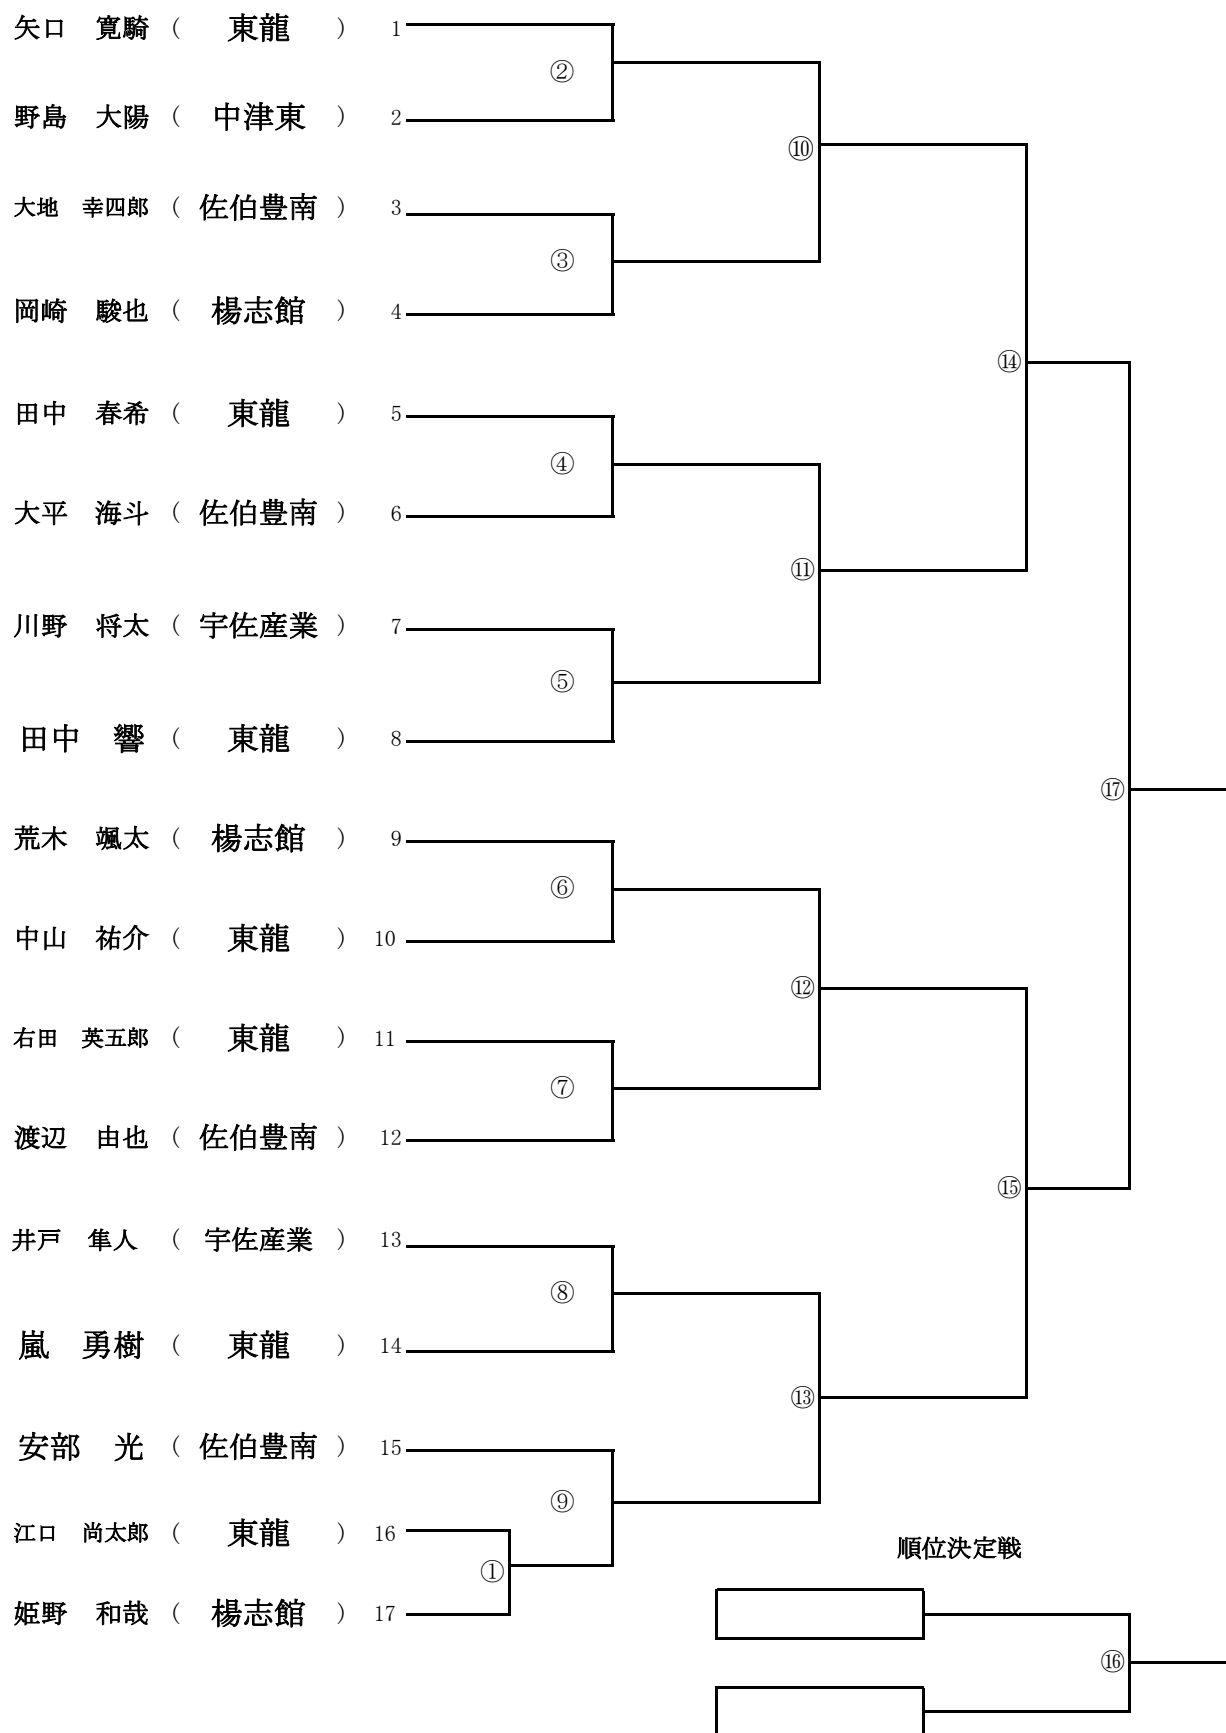 矢口　寛騎（　東龍　）　1
②
野島　大陽（　中津東　）　2
⑩
大地　幸四郎（　佐伯豊南　）　3
③
岡崎　駿也（　楊志館　）　4
⑭
田中　春希（　東龍　）　5
④
大平　海斗（　佐伯豊南　）　6
⑪
川野　将太（　宇佐産業　）　7
⑤
田中　響（　東龍　）　8
⑰
荒木　颯太（　楊志館　）　9
⑥
中山　祐介（　東龍　）　10
⑫
右田　英五郎（　東龍　）　11
⑦
渡辺　由也（　佐伯豊南　）　12
⑮
井戸　隼人（　宇佐産業　）　13
⑧
嵐　勇樹（　東龍　）　14
⑬
安部　光（　佐伯豊南　）　15
⑨
江口　尚太郎（　東龍　）　16
順位決定戦
①
姫野　和哉（　楊志館　）　17
⑯